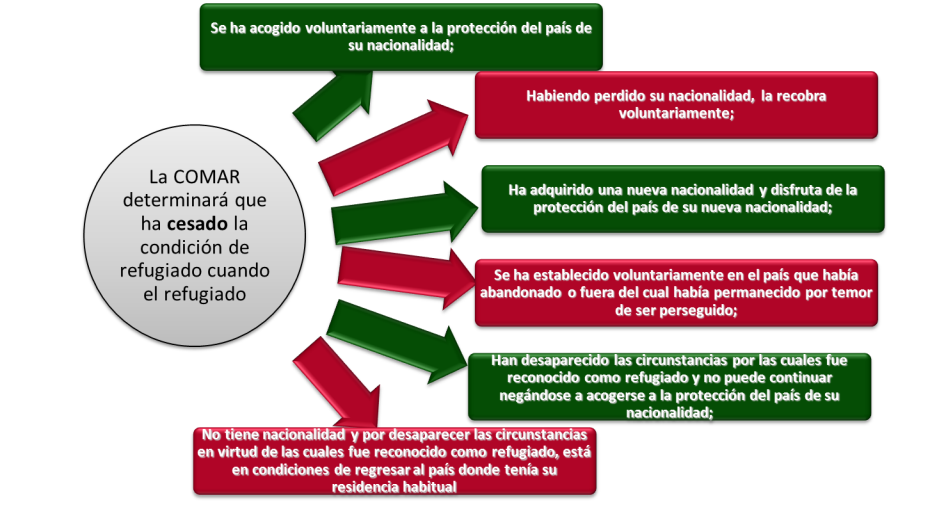 Se ha acogido voluntariamente a la protección del país de
su nacionalidad;
Habiendo perdido su nacionalidad, la recobra
voluntariamente;
La COMAR
determinará que
ha cesado la
condición de
refugiado cuando
el refugiado
Ha adquirido una nueva nacionalidad y disfruta de la
protección del país de su nueva nacionalidad;
Se ha establecido voluntariamente en el país que había
abandonado o fuera del cual había permanecido por temor
de ser perseguido;
Han desaparecido las circunstancias por las cuales fue
reconocido como refugiado y no puede continuar
negándose a acogerse a la protección del país de su
nacionalidad;
No tiene nacionalidad y por desaparecer las circunstancias
en virtud de las cuales fue reconocido como refugiado, está
en condiciones de regresar al país donde tenía su
residencia habitual